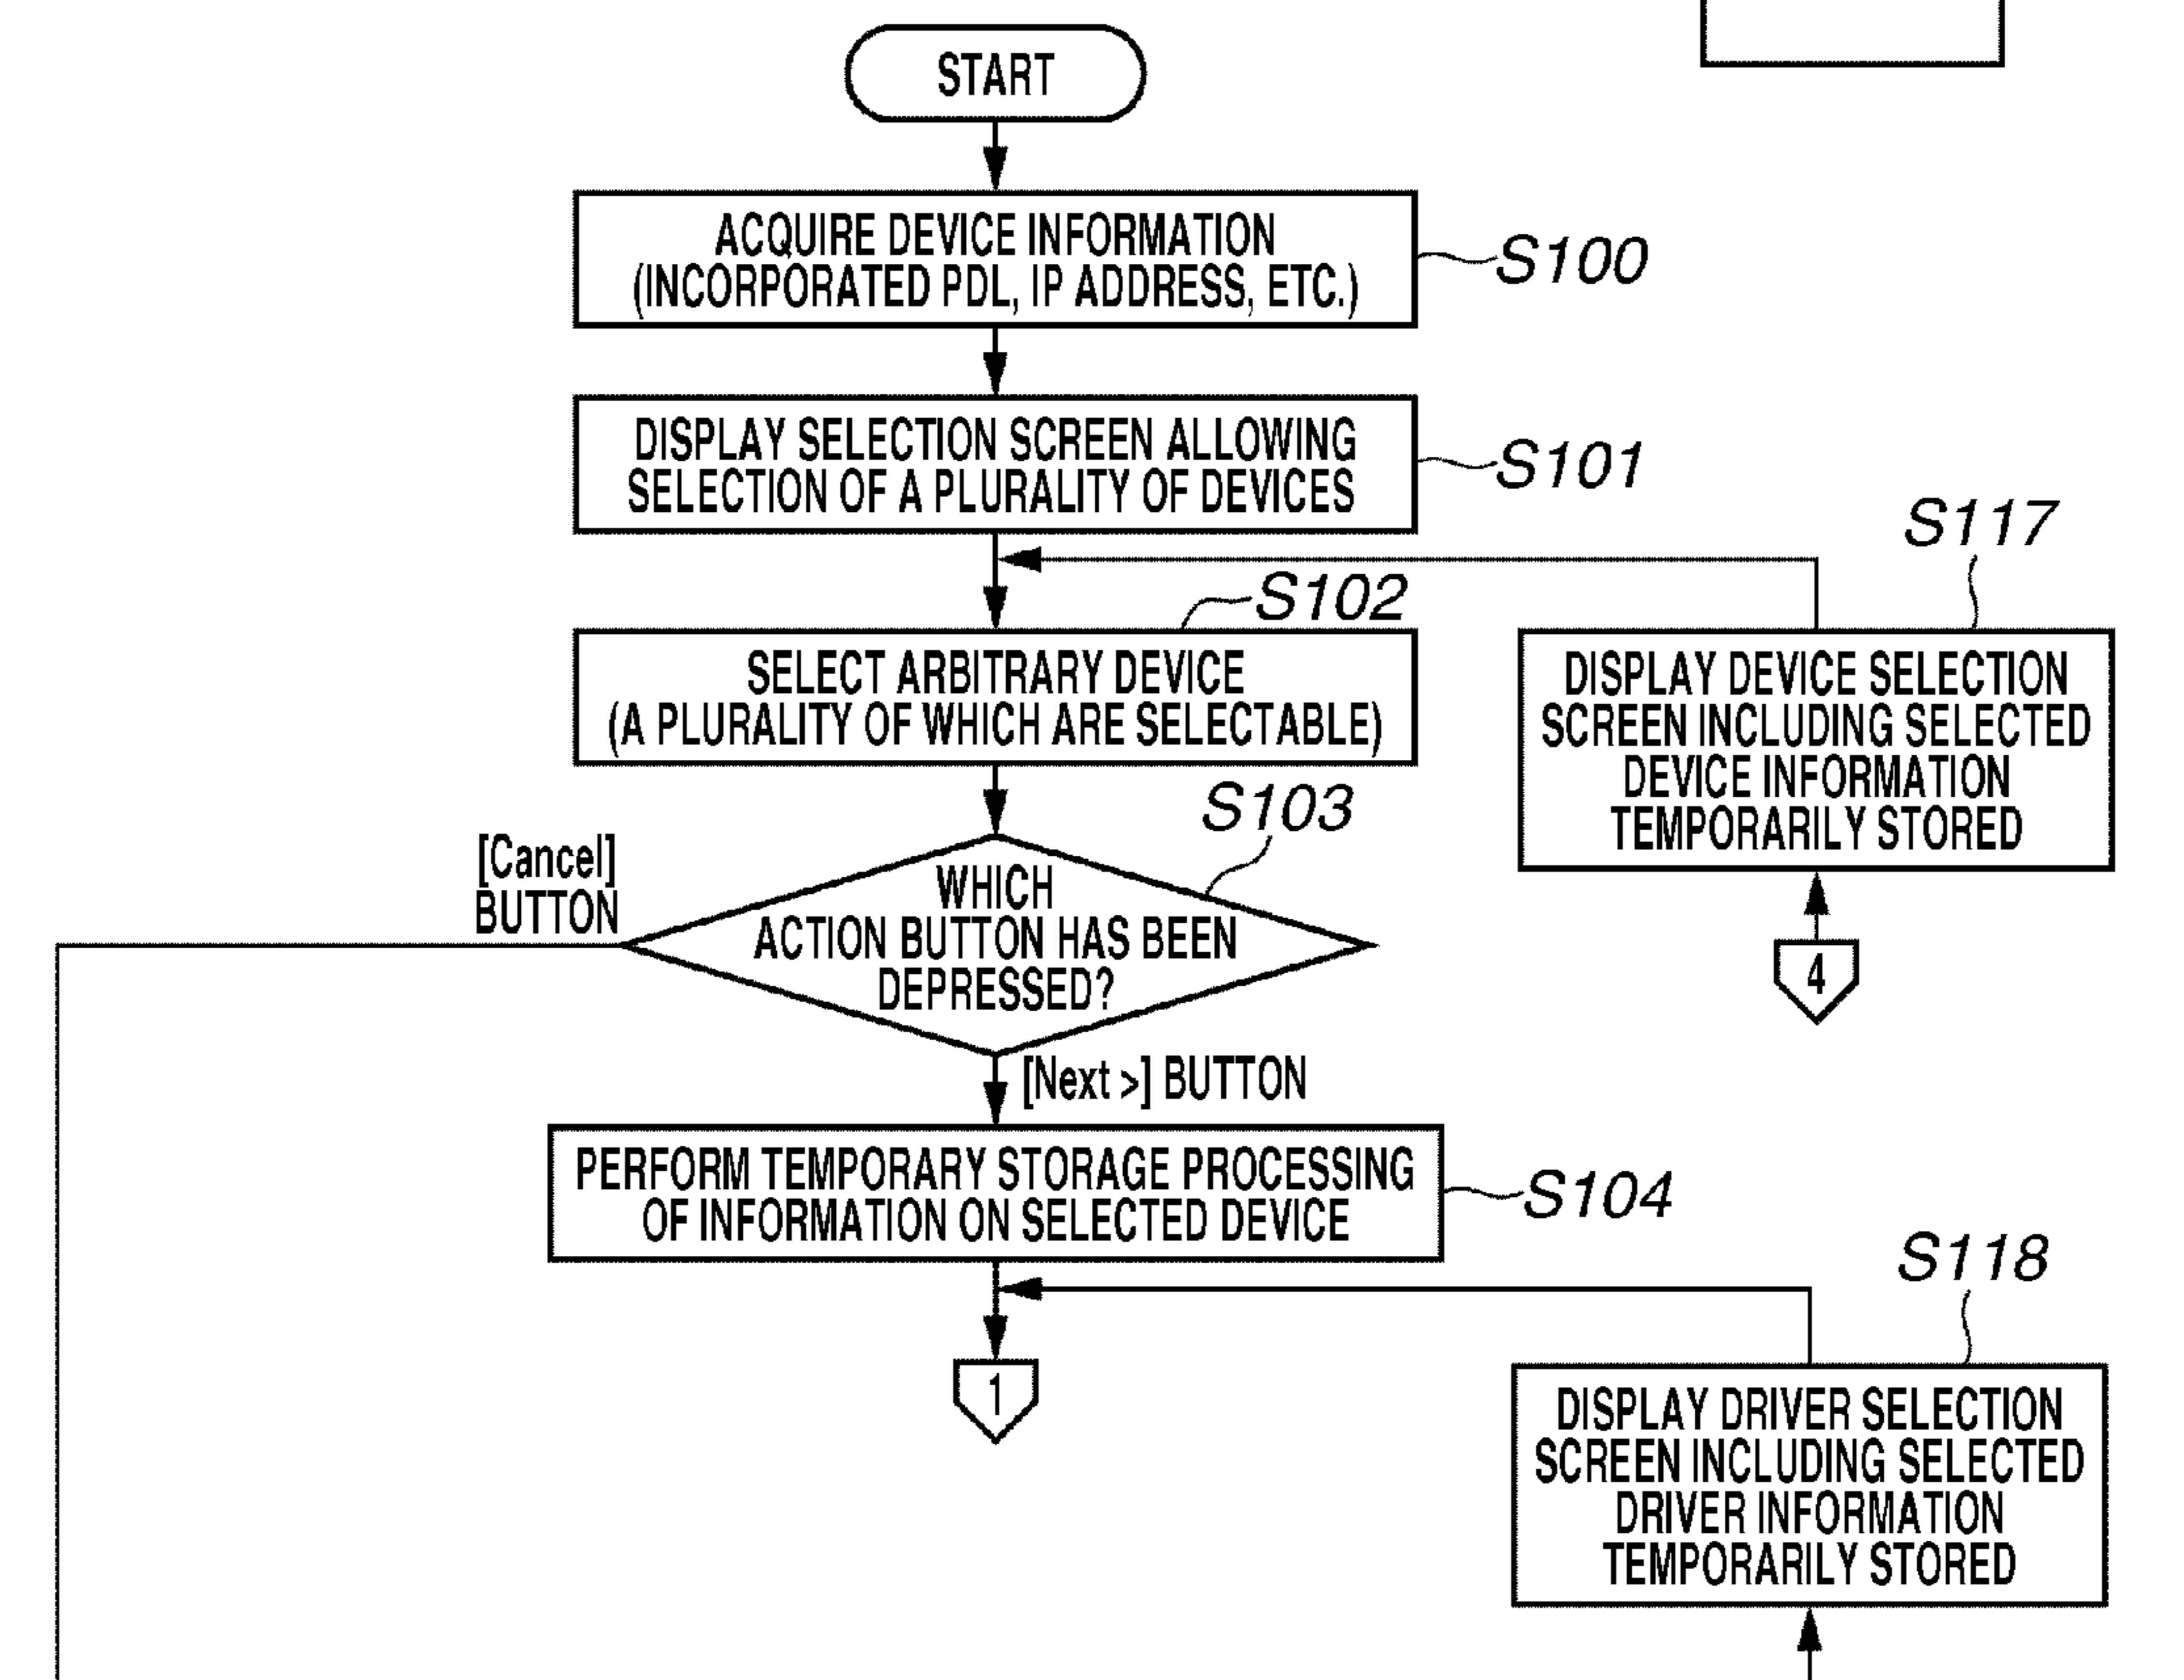 START
ACQUIRE DEVICE INFORMATION
(INCORPORATED PDL, IP ADDRESS, ETC.)
S100
DISPLAY SELECTION SCREEN ALLOWING
SELECTION OF A PLURALITY OF DEVICES
S101
S117
S102
SELECT ARBITRARY DEVICE
(A PLURALITY OF WHICH ARE SELECTABLE)
DISPLAY DEVICE SELECTION
SCREEN INCLUDING SELECTED
DEVICE INFORMATION
TEMPORARILY STORED
S103
[Cancel]
BUTTON
WHICH
ACTION BUTTON HAS BEEN
DEPRESSED?
4
[Next >] BUTTON
PERFORM TEMPORARY STORAGE PROCESSING
OF INFORMATION ON SELECTED DEVICE
S104
S118
1
DISPLAY DRIVER SELECTION
SCREEN INCLUDING SELECTED
DRIVER INFORMATION
TEMPORARILY STORED